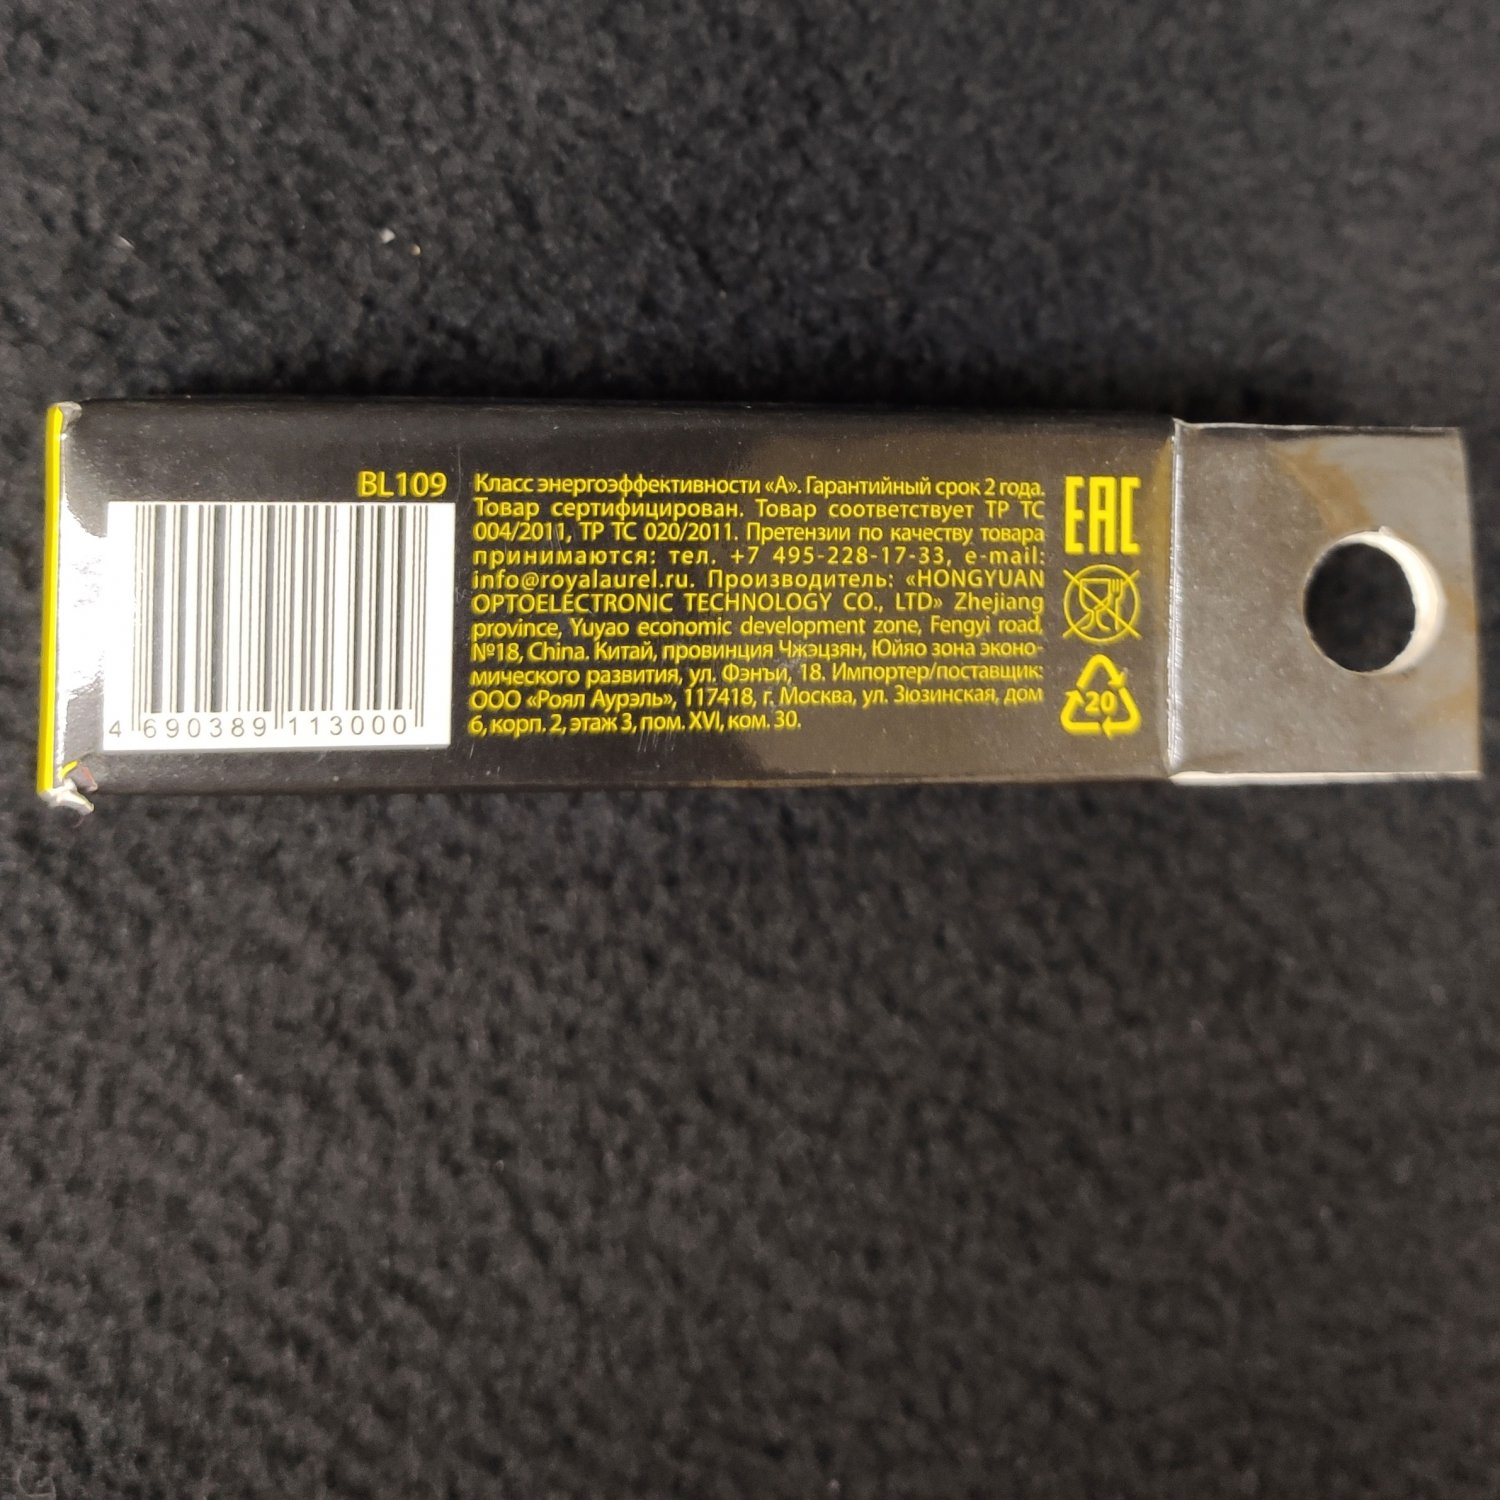 BL109
4 690389 113000
Класс энергоэффективности «А». Гарантийный срок 2 года.
Товар сертифицирован. Товар соответствует ТР ТС
004/2011, ТР ТС 020/2011. Претензии по качеству товара
принимаются: тел. +7 495-228-17-33, e-mail:
info@royalaurel.ru. Производитель: «HONGYUAN
OPTOELECTRONIC TECHNOLOGY CO., LTD» Zhejiang
province, Yuyao economic development zone, Fengyi road,
№18, China. Китай, провинция Чжэцзян, Юйяо зона эконо-
мического развития, ул. Фэнъи, 18. Импортер/поставщик:
ООО «Роял Аурэль», 117418, г. Москва, ул. Зюзинская, дом
6, корп. 2, этаж 3, пом. XVI, ком. 30.
EAC
20